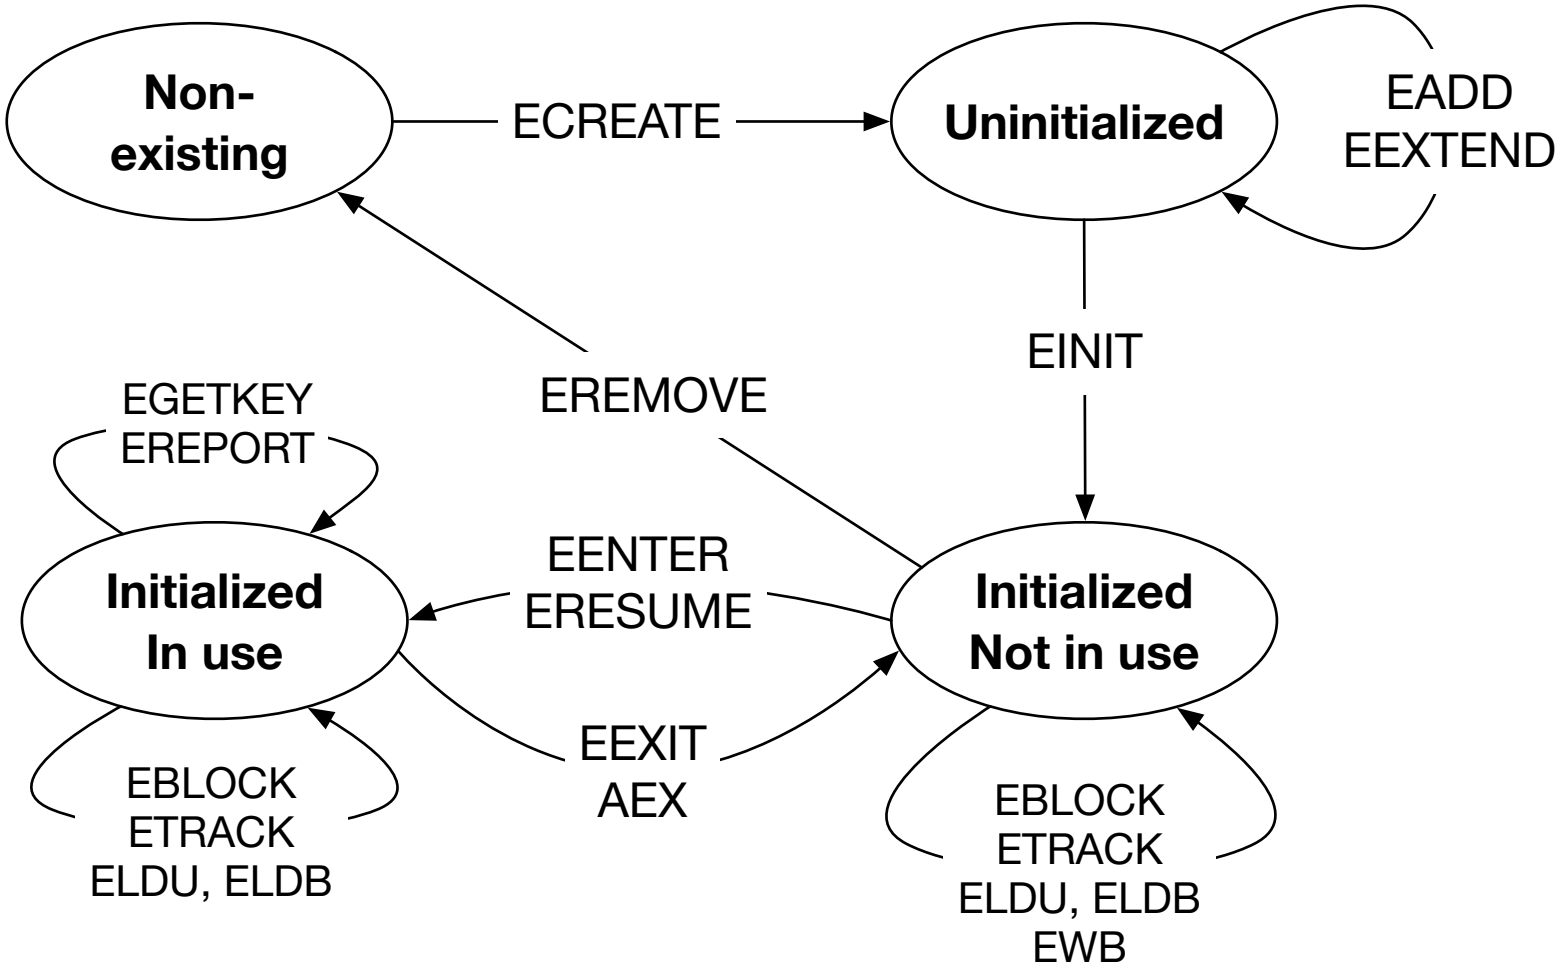 Non-
existing
ECREATE
Uninitialized
EADD
EEXTEND
EINIT
EREMOVE
EGETKEY
EREPORT
Initialized
In use
EENTER
ERESUME
Initialized
Not in use
EEXIT
AEX
EBLOCK
ETRACK
ELDU, ELDB
EBLOCK
ETRACK
ELDU, ELDB
EWB